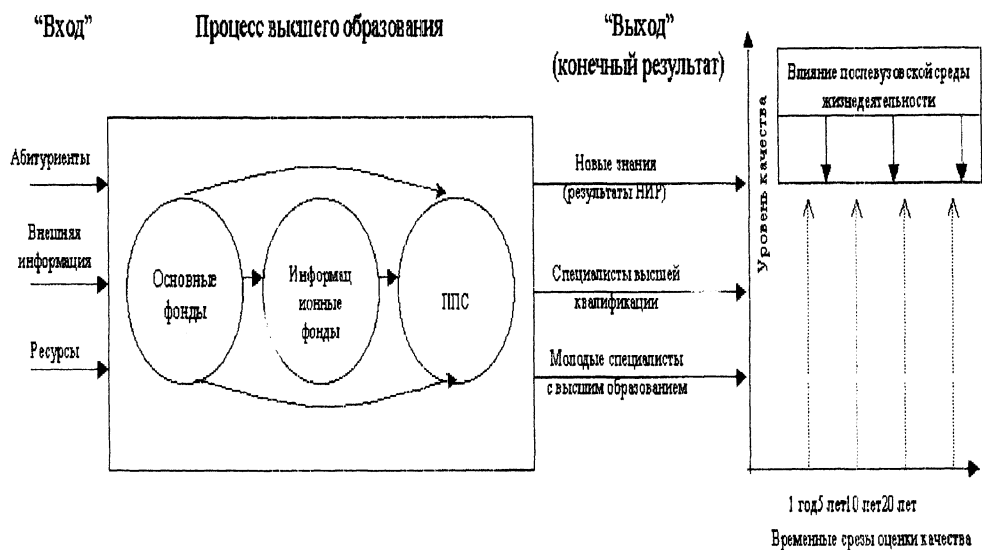 “Вход”
Процесс высшего образования
“Выход”
(конечный результат)
Абитуриенты
Внешняя
информация
Ресурсы
Основные
фонды
Информац
ионные
фонды
ППС
Новые знания
(результаты НИР)
Специалисты высшей
квалификации
Молодые специалисты
с высшим образованием
Уровень качества
Влияние поспевузовской среды
жизнедеятельности
1 год5 лет10 лет20 лет
Временные срезы оценки качества